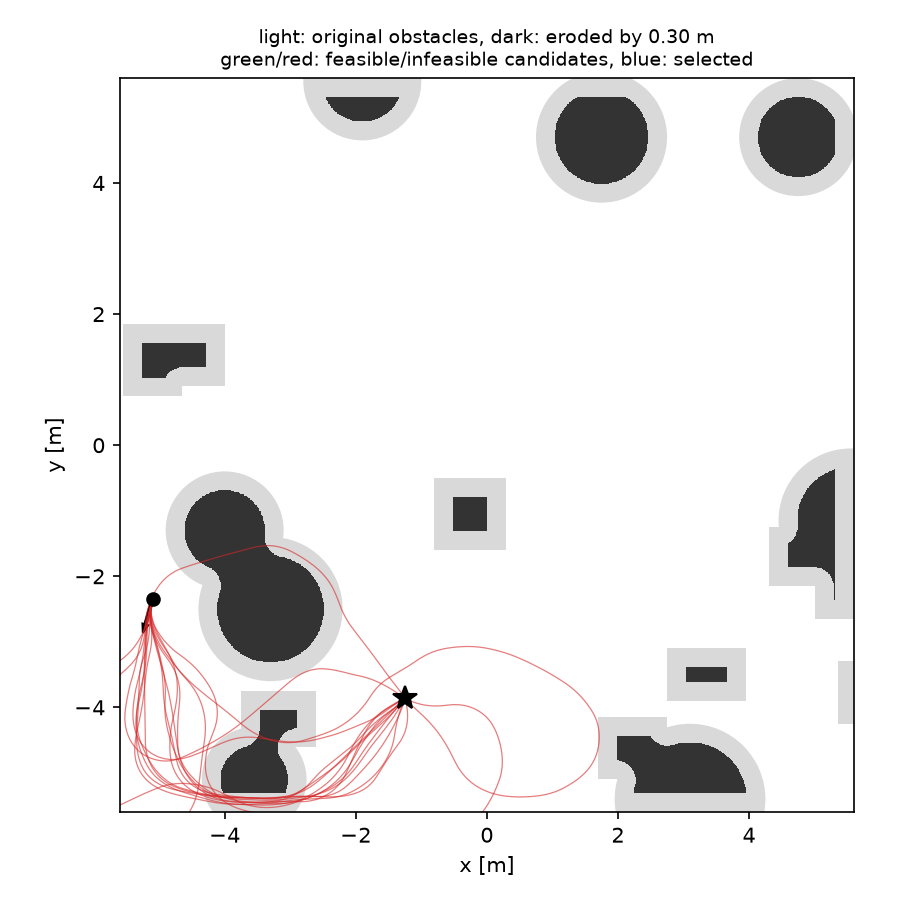 light: original obstacles, dark: eroded by 0.30 m
green/red: feasible/infeasible candidates, blue: selected
4
2
0
−2
−4
y [m]
−4
−2
0
2
4
x [m]